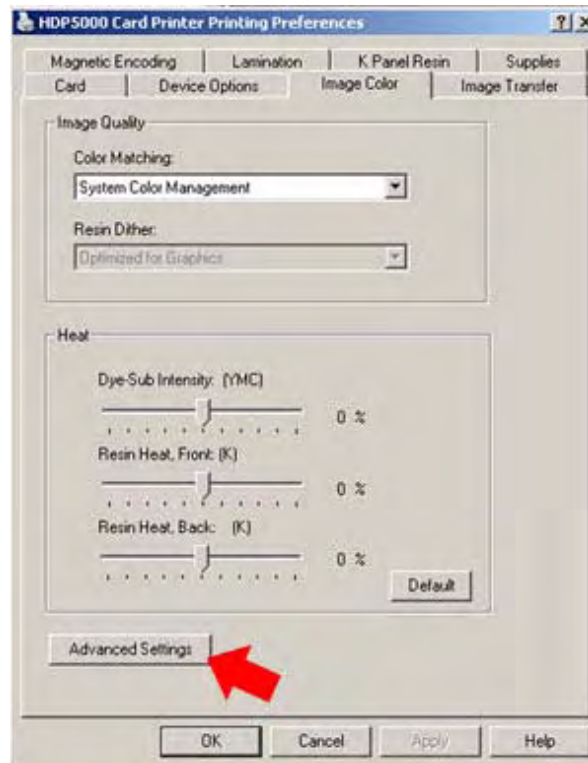 HDP5000 Card Printer Printing Preferences
Magnetic Encoding Lamination K Panel Resin Supplies
Card Device Options Image Color Image Transfer
Image Quality
Color Matching:
System Color Management
Resin Dither:
Optimized for Graphics
Heat
Dye-Sub Intensity: (YMC)
0 %
Resin Heat, Front: (K)
0 %
Resin Heat, Back: (K)
0 %
Default
Advanced Settings
OK Cancel Apply Help